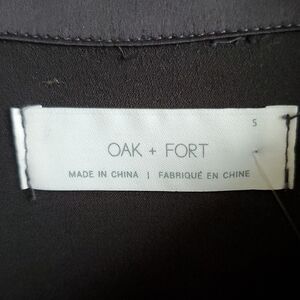 S
OAK + FORT
MADE IN CHINA | FABRIQUÉ EN CHINE